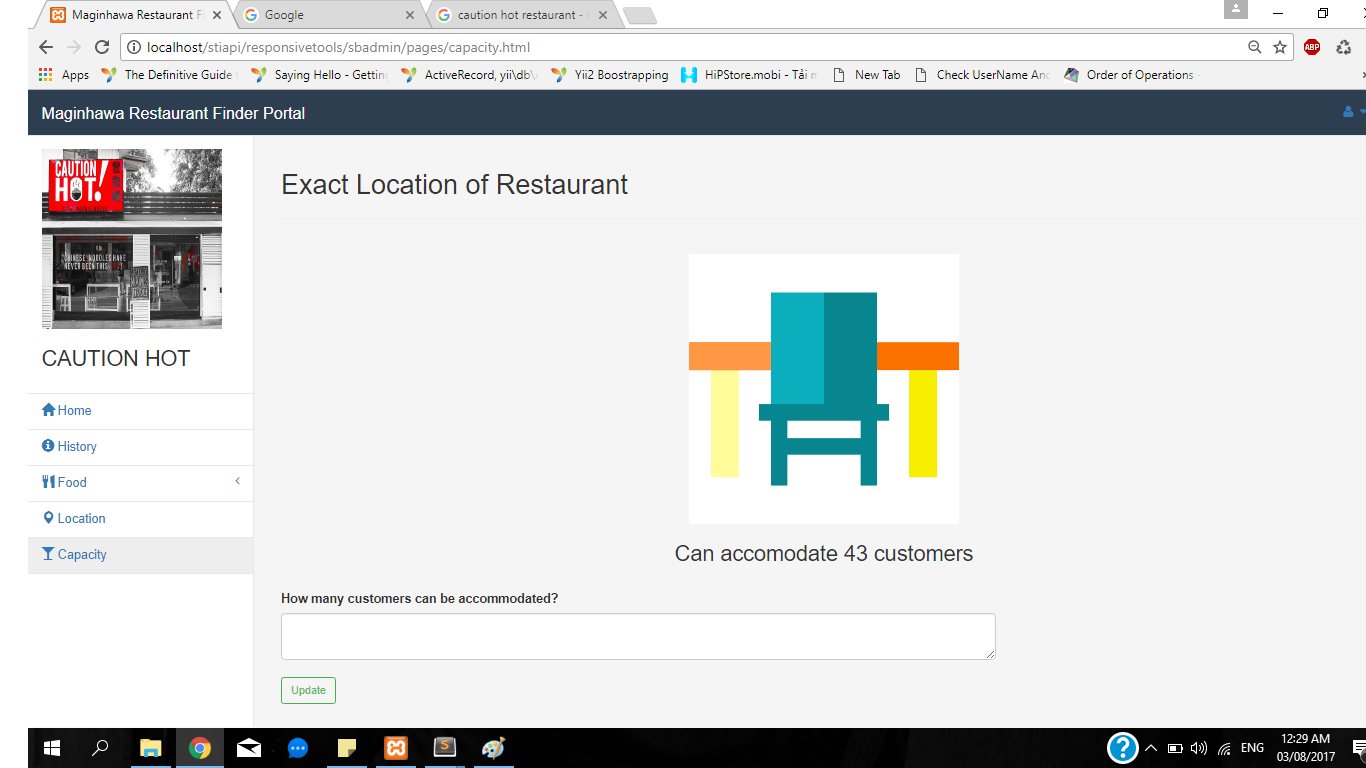 Maginhawa Restaurant F
Google
caution hot restaurant -
localhost/stiapi/responsivetools/sbadmin/pages/capacity.html
ABP
Apps
The Definitive Guide
Saying Hello - Getting
ActiveRecord, yii\db\
Yii2 Boostrapping
HiPStore.mobi - Tải
New Tab
Check UserName And
Order of Operations
Maginhawa Restaurant Finder Portal
CAUTION
HOT!
CHINESE NOODLES HAVE
NEVER BEEN THIS
CAUTION HOT
Home
History
Food
Location
Capacity
Exact Location of Restaurant
Can accomodate 43 customers
How many customers can be accommodated?
Update
ENG
12:29 AM
03/08/2017